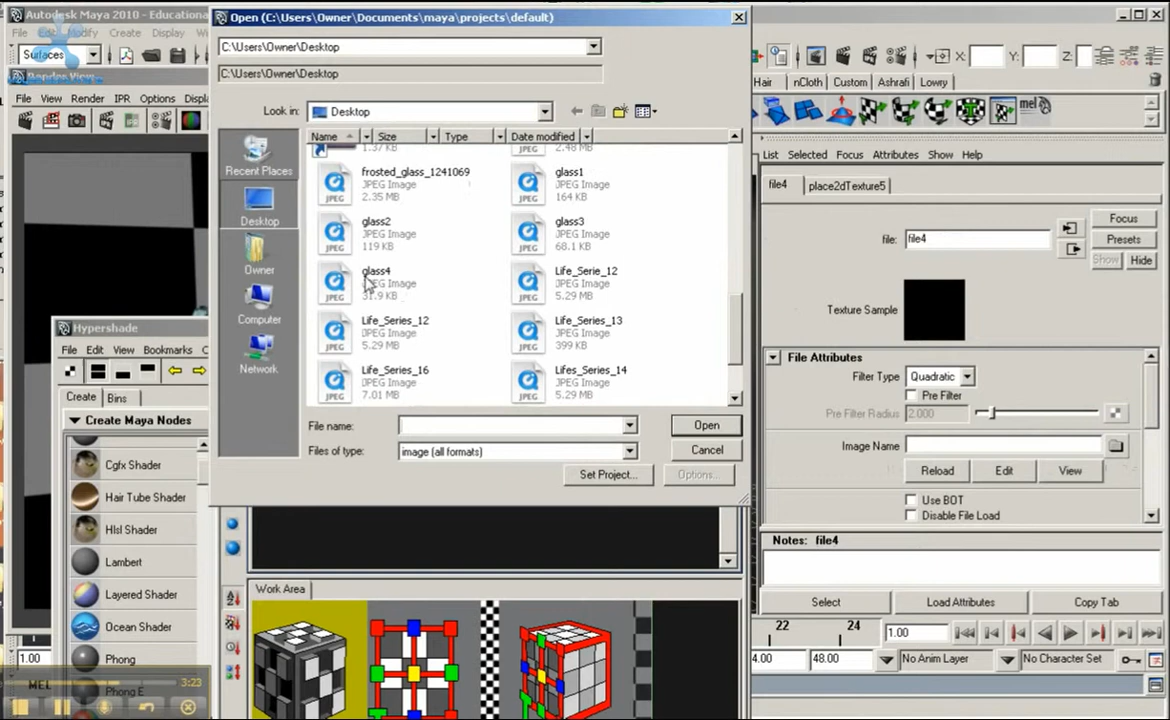 Autodesk Maya 2010 - Educational
Open (C:\Users\Owner\Documents\maya\projects\default)
File Edit Modify Create Display
Surfaces
C:\Users\Owner\Desktop
C:\Users\Owner\Desktop
X: Y: Z:
Render View
Hair nCloth Custom Ashrafi Lowry
File View Render IPR Options Displ
Look in: Desktop
mel
Name Size Type Date modified
1.37 KB 2.48 MB
List Selected Focus Attributes Show Help
Recent Places
Desktop
Owner
Computer
Network
frosted_glass_1241069
JPEG Image
2.35 MB
glass1
JPEG Image
164 KB
glass2
JPEG Image
119 KB
glass3
JPEG Image
68.1 KB
glass4
JPEG Image
31.9 KB
Life_Serie_12
JPEG Image
5.29 MB
Life_Series_12
JPEG Image
5.29 MB
Life_Series_13
JPEG Image
399 KB
Life_Series_16
JPEG Image
7.01 MB
Lifes_Series_14
JPEG Image
5.29 MB
File name: Open
Files of type: image (all formats) Cancel
Set Project... Options...
file4 place2dTexture5
file: file4
Focus
Presets
Show Hide
Texture Sample
File Attributes
Filter Type Quadratic
Pre Filter
Pre Filter Radius 2.000
Image Name
Reload Edit View
Use BOT
Disable File Load
Notes: file4
Select Load Attributes Copy Tab
Hypershade
File Edit View Bookmarks
Create Bins
Create Maya Nodes
Cgfx Shader
Hair Tube Shader
Hlsl Shader
Lambert
Layered Shader
Ocean Shader
Phong
Phong E
Work Area
22 24 1.00
1.00
4.00 48.00 No Anim Layer No Character Set
MEL
3:23